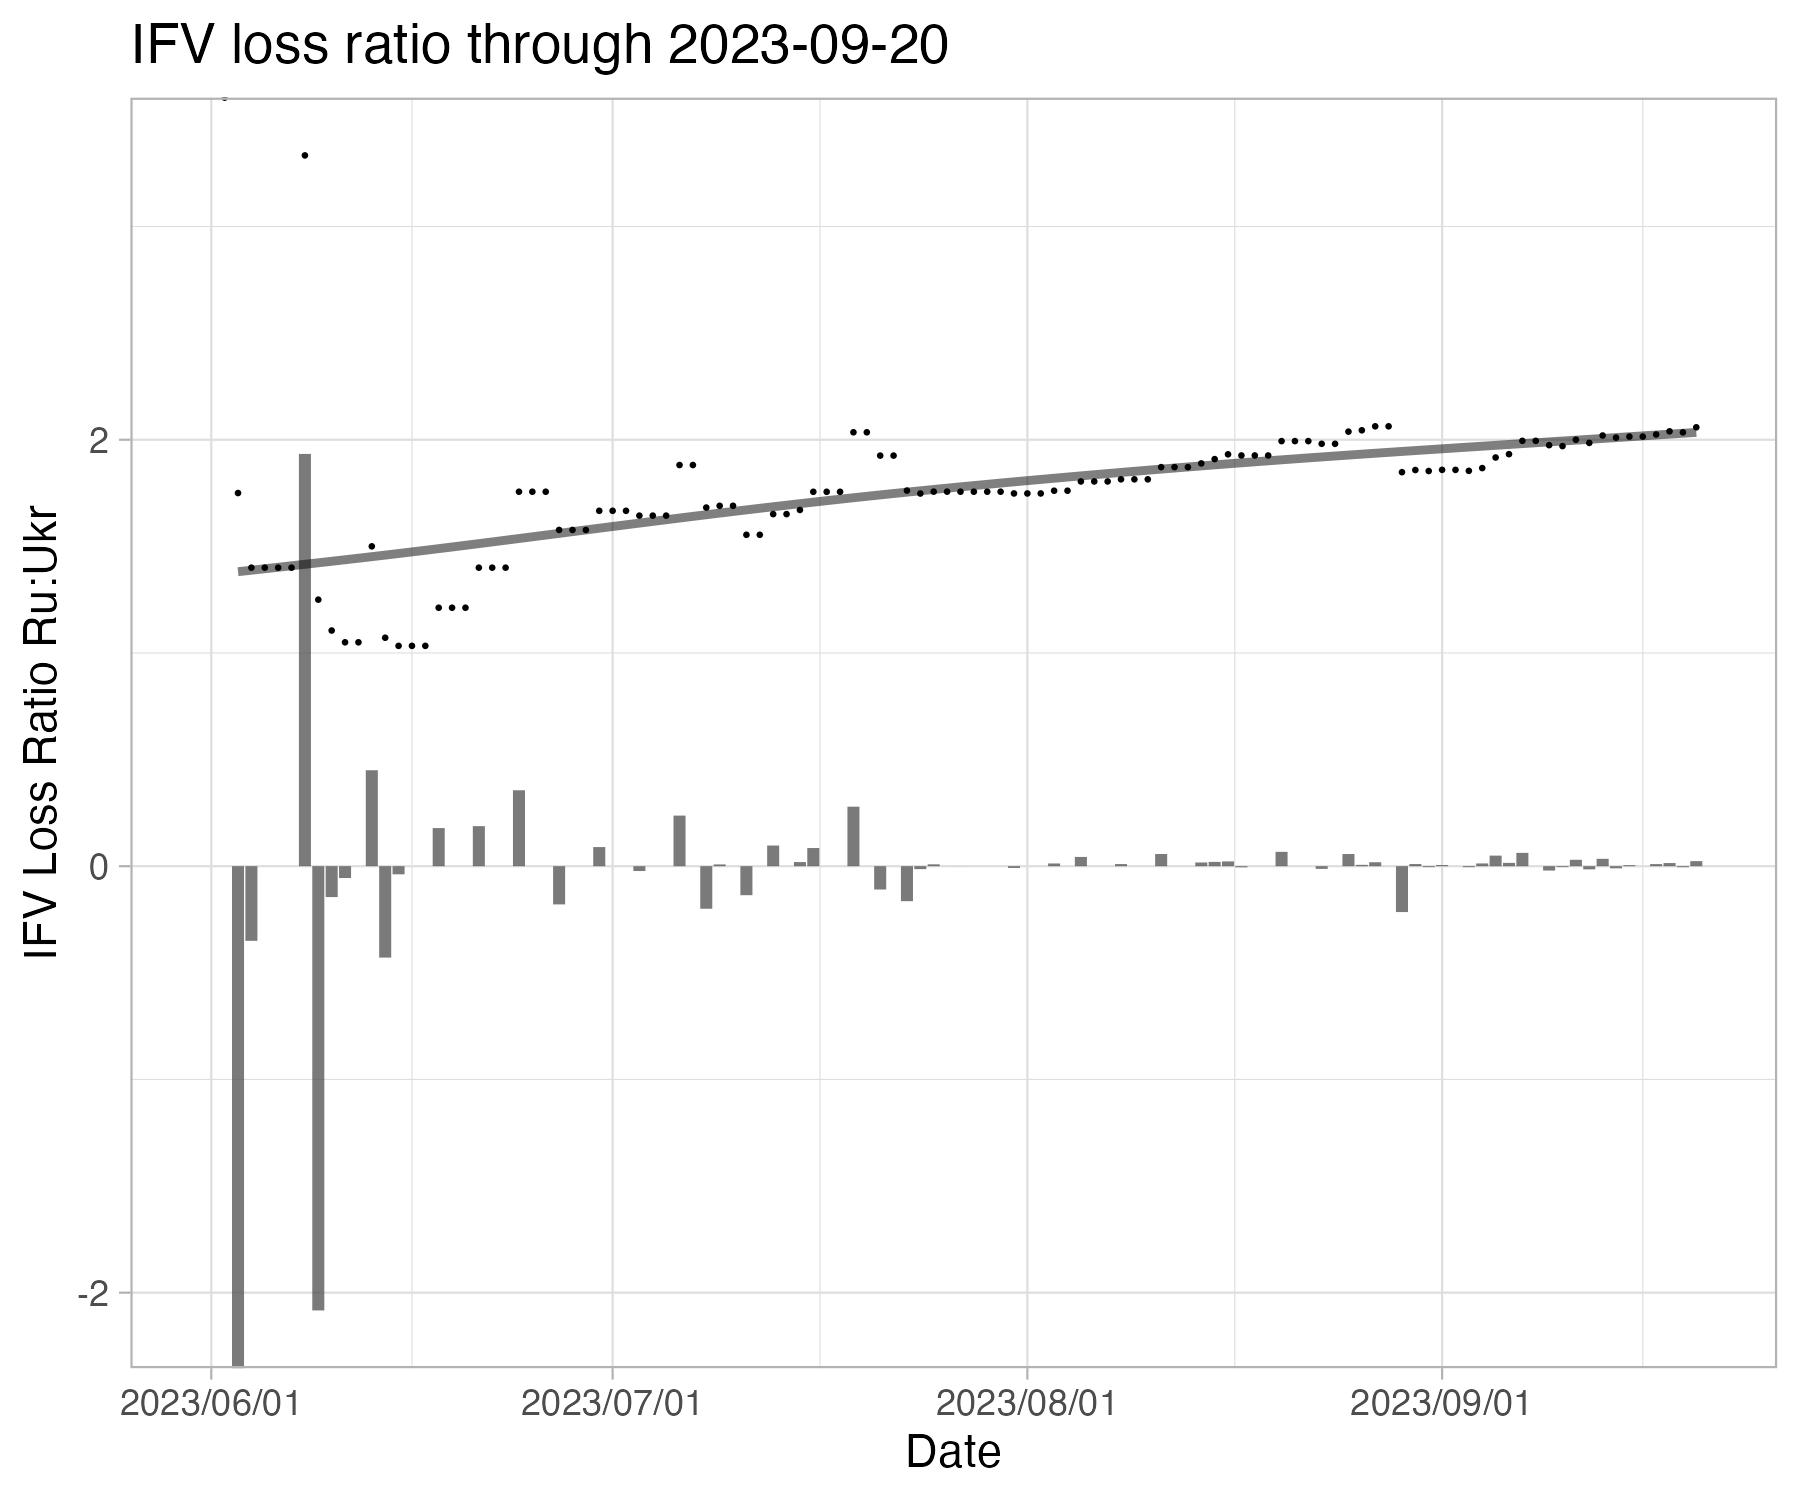 IFV loss ratio through 2023-09-20
IFV Loss Ratio Ru:Ukr
2
0
-2
2023/06/01 2023/07/01 2023/08/01 2023/09/01
Date